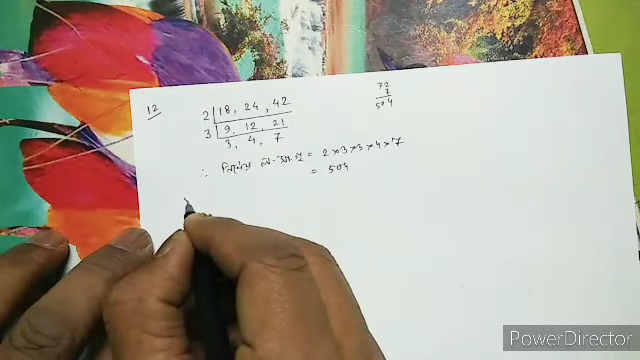 12
2 | 18, 24, 42
3 | 9, 12, 21
3, 4, 7
∴ নির্ণেয় ল.সা.গু = 2×3×3×4×7
= 504
72
7
504
PowerDirector